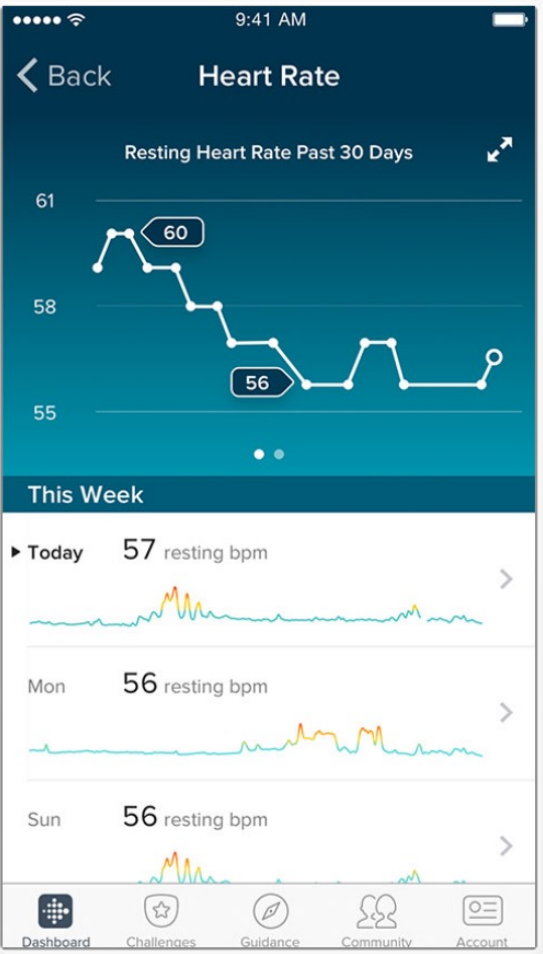 9:41 AM
Back
Heart Rate
Resting Heart Rate Past 30 Days
61
60
58
56
55
This Week
Today 57 resting bpm
Mon 56 resting bpm
Sun 56 resting bpm
Dashboard Challenges Guidance Community Account